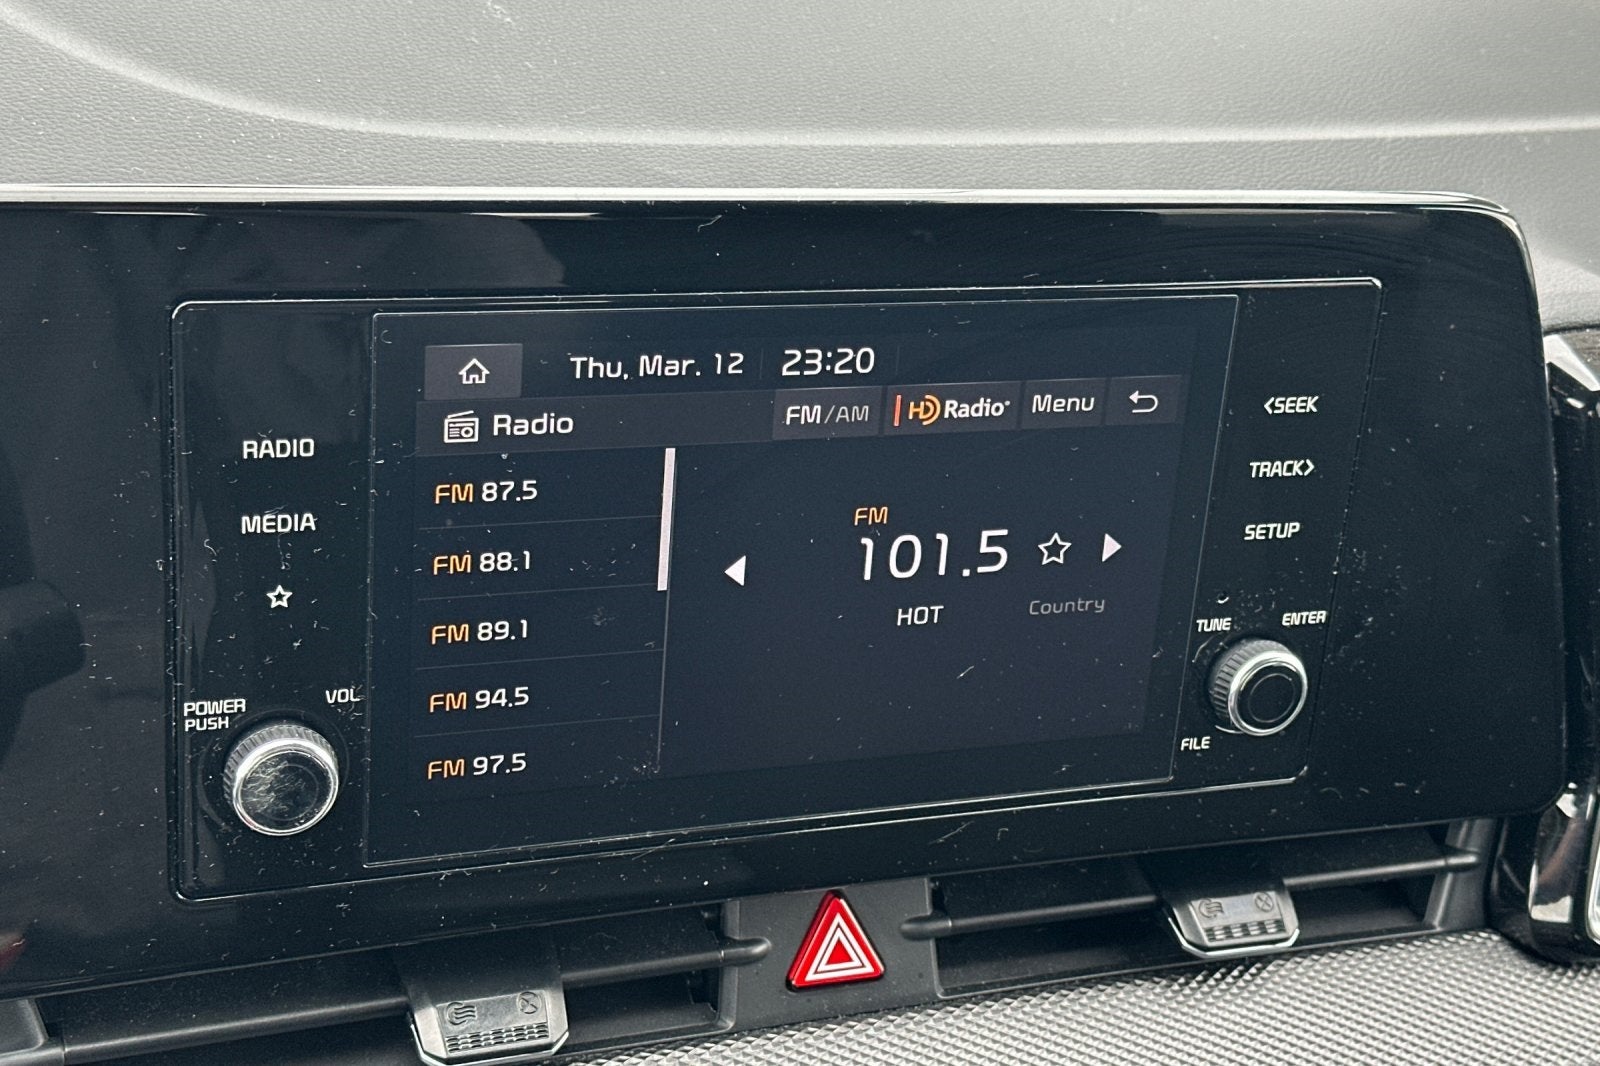 Thu, Mar. 12 23:20
Radio
FM/AM
HD Radio
Menu
FM 87.5
FM 88.1
FM 89.1
FM 94.5
FM 97.5
FM
101.5
HOT
Country
RADIO
MEDIA
POWER
PUSH
VOL
<SEEK
TRACK>
SETUP
TUNE
ENTER
FILE